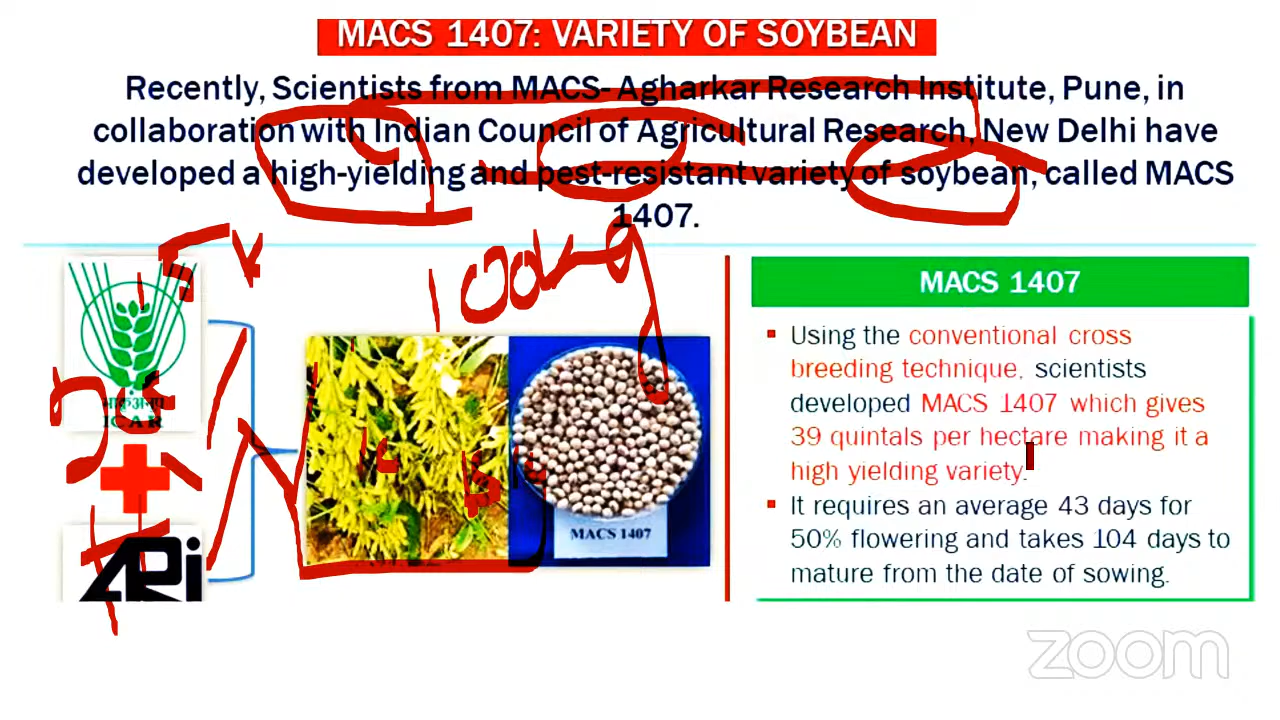 MACS 1407: VARIETY OF SOYBEAN
Recently, Scientists from MACS- Agharkar Research Institute, Pune, in
collaboration with Indian Council of Agricultural Research, New Delhi have
developed a high-yielding and pest-resistant variety of soybean, called MACS
1407.
100kg
ICAR
ARi
MACS 1407
MACS 1407
Using the conventional cross
breeding technique, scientists
developed MACS 1407 which gives
39 quintals per hectare making it a
high yielding variety.
It requires an average 43 days for
50% flowering and takes 104 days to
mature from the date of sowing.
zoom